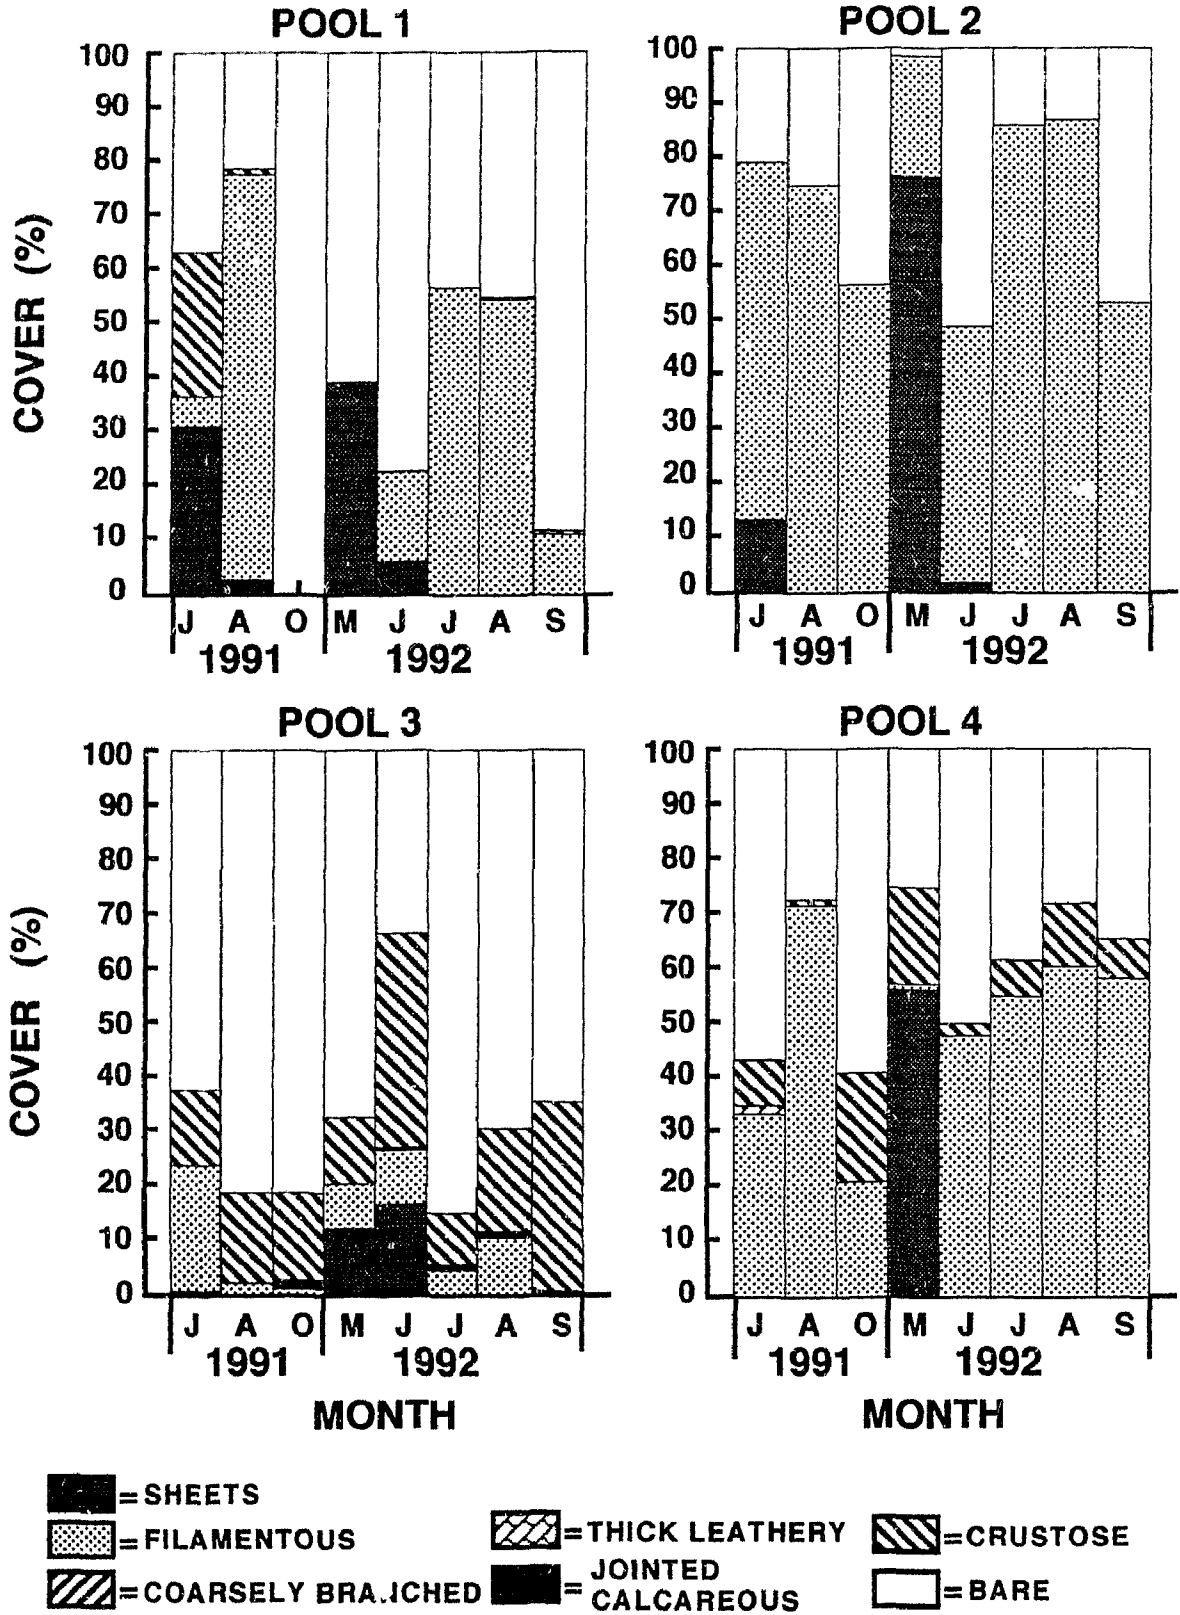 POOL 1
100
90
80
70
60
50
40
30
20
10
0
COVER (%)
J A O M J J A S
1991 1992
POOL 2
100
90
80
70
60
50
40
30
20
10
0
J A O M J J A S
1991 1992
POOL 3
100
90
80
70
60
50
40
30
20
10
0
COVER (%)
J A O M J J A S
1991 1992
MONTH
POOL 4
100
90
80
70
60
50
40
30
20
10
0
J A O M J J A S
1991 1992
MONTH
=SHEETS
=FILAMENTOUS
=COARSELY BRANCHED
=THICK LEATHERY
=JOINTED
CALCAREOUS
=CRUSTOSE
=BARE